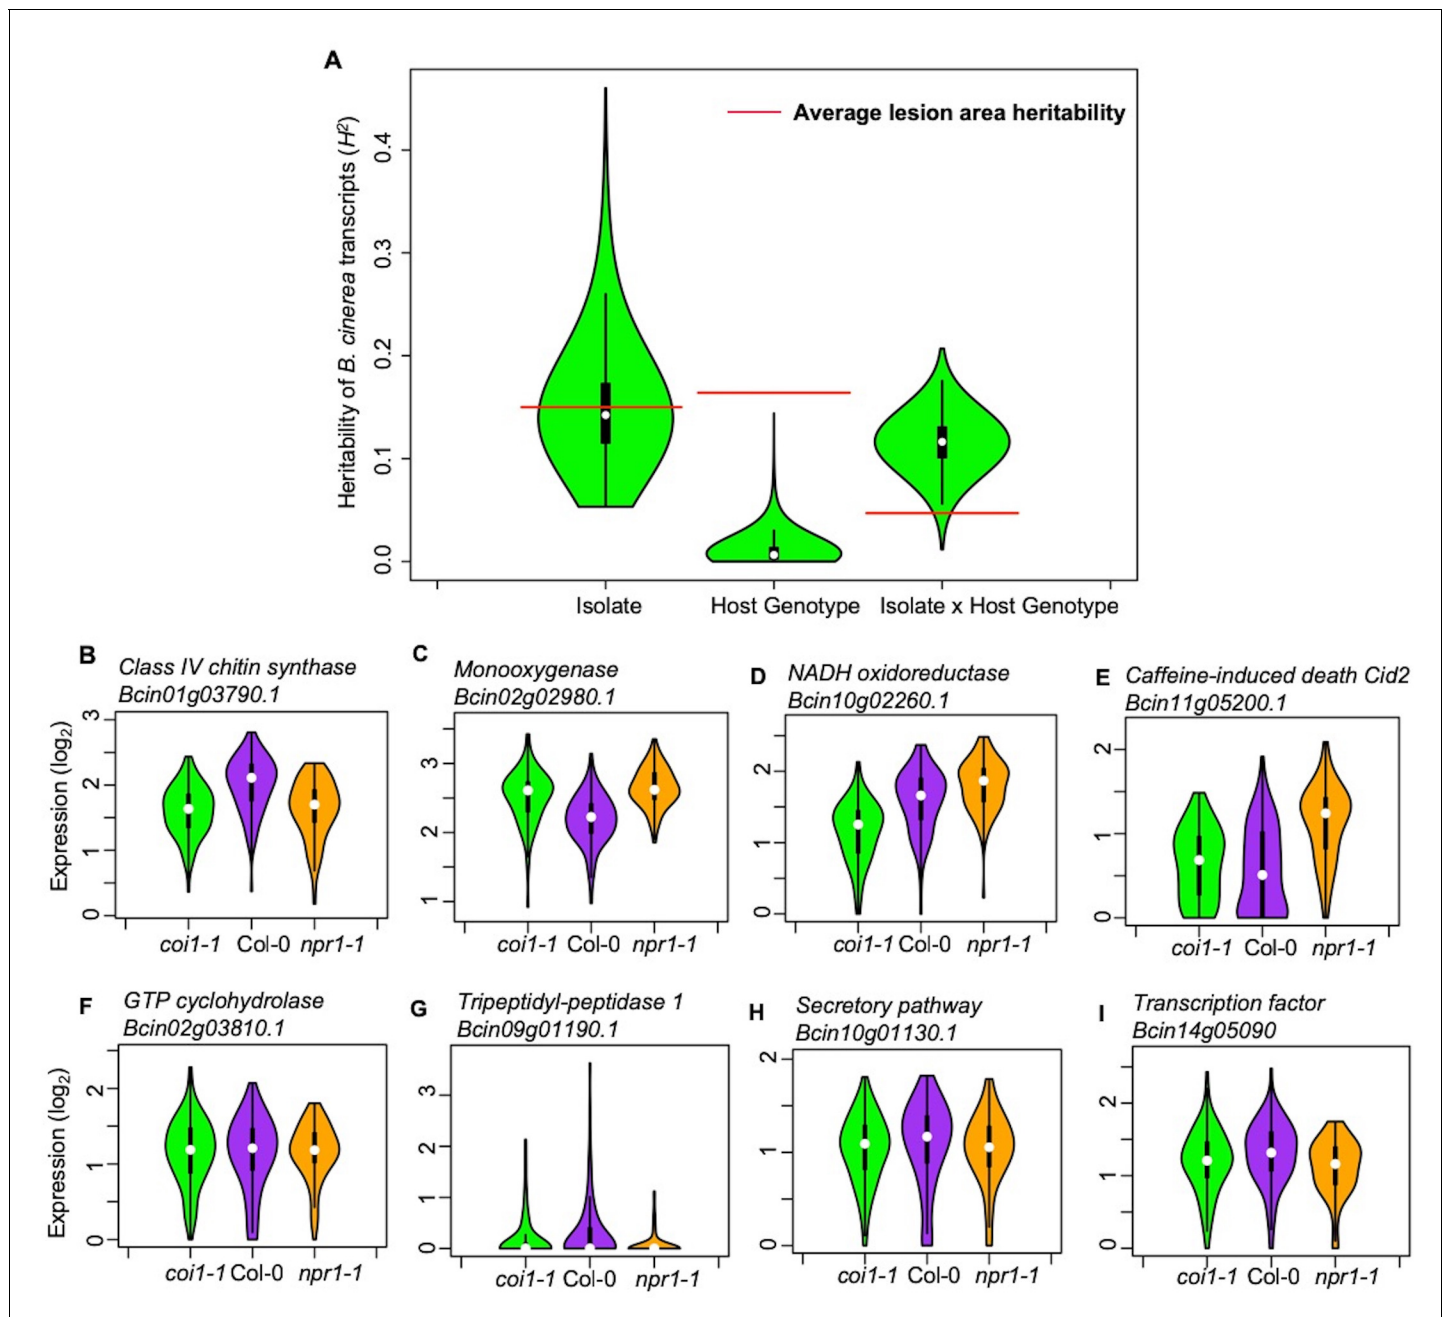 A
Average lesion area heritability
Heritability of B. cinerea transcripts (H²)
0.4
0.3
0.2
0.1
0.0
Isolate Host Genotype Isolate x Host Genotype
B
Class IV chitin synthase
Bcin01g03790.1
Expression (log₂)
3
2
1
0
coi1-1 Col-0 npr1-1
C
Monooxygenase
Bcin02g02980.1
3
2
1
coi1-1 Col-0 npr1-1
D
NADH oxidoreductase
Bcin10g02260.1
2
1
0
coi1-1 Col-0 npr1-1
E
Caffeine-induced death Cid2
Bcin11g05200.1
2
1
0
coi1-1 Col-0 npr1-1
F
GTP cyclohydrolase
Bcin02g03810.1
Expression (log₂)
2
1
0
coi1-1 Col-0 npr1-1
G
Tripeptidyl-peptidase 1
Bcin09g01190.1
3
2
1
0
coi1-1 Col-0 npr1-1
H
Secretory pathway
Bcin10g01130.1
2
1
0
coi1-1 Col-0 npr1-1
I
Transcription factor
Bcin14g05090
2
1
0
coi1-1 Col-0 npr1-1